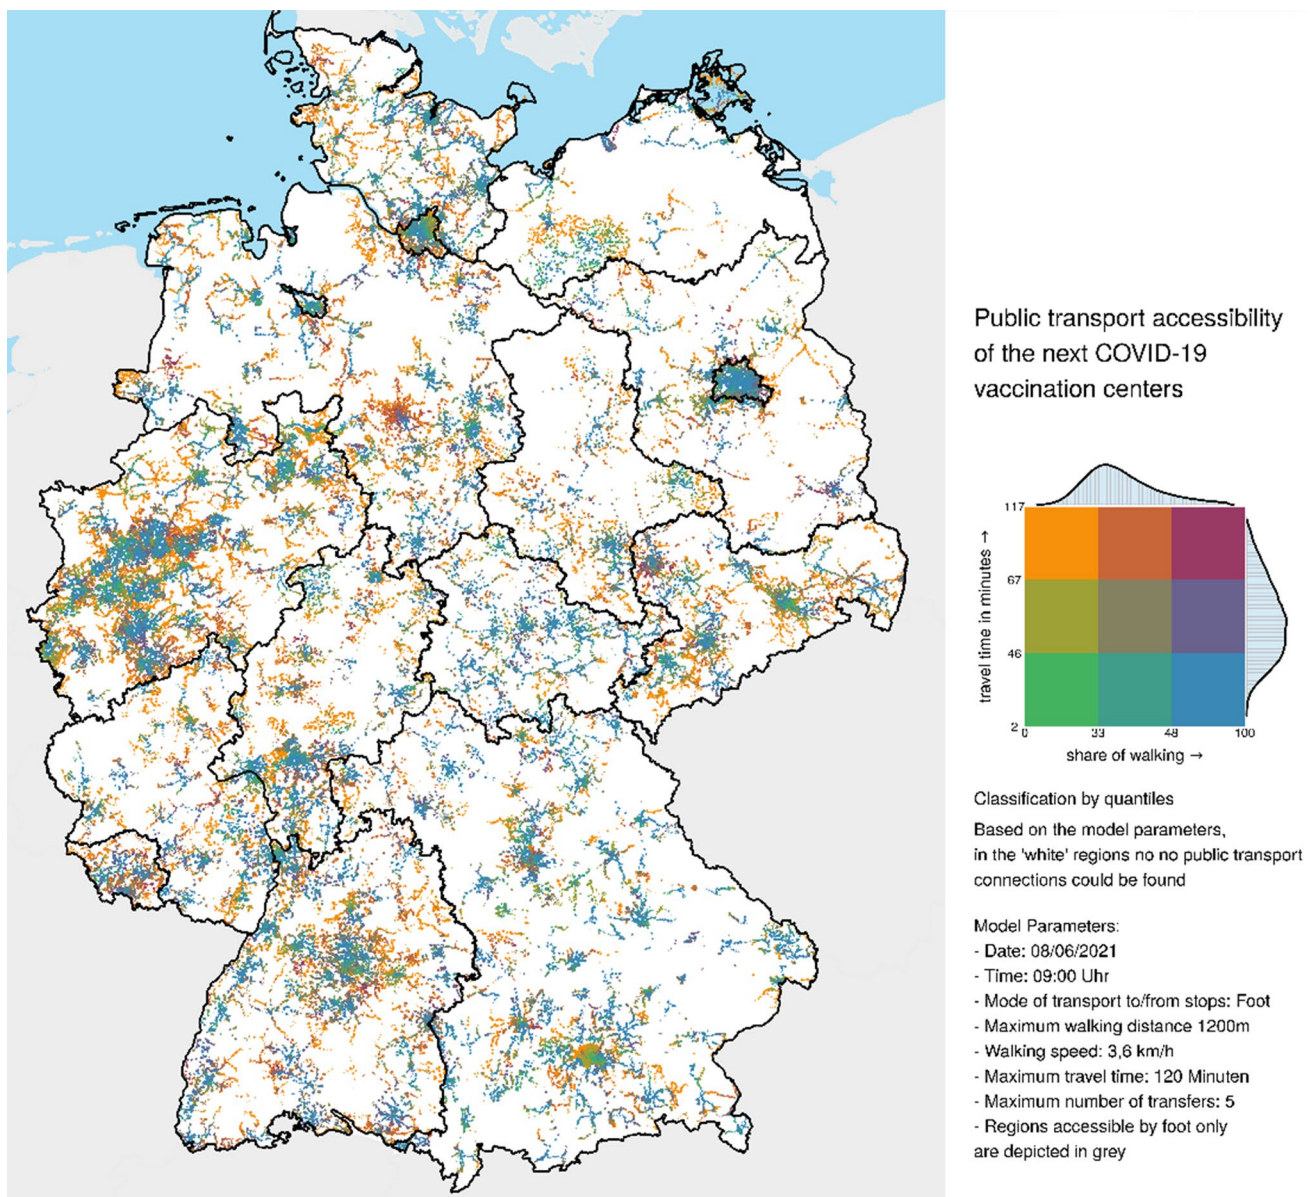 Public transport accessibility
of the next COVID-19
vaccination centers
117
67
46
2
travel time in minutes →
0 33 48 100
share of walking →
Classification by quantiles
Based on the model parameters,
in the 'white' regions no no public transport
connections could be found
Model Parameters:
- Date: 08/06/2021
- Time: 09:00 Uhr
- Mode of transport to/from stops: Foot
- Maximum walking distance 1200m
- Walking speed: 3,6 km/h
- Maximum travel time: 120 Minuten
- Maximum number of transfers: 5
- Regions accessible by foot only
are depicted in grey